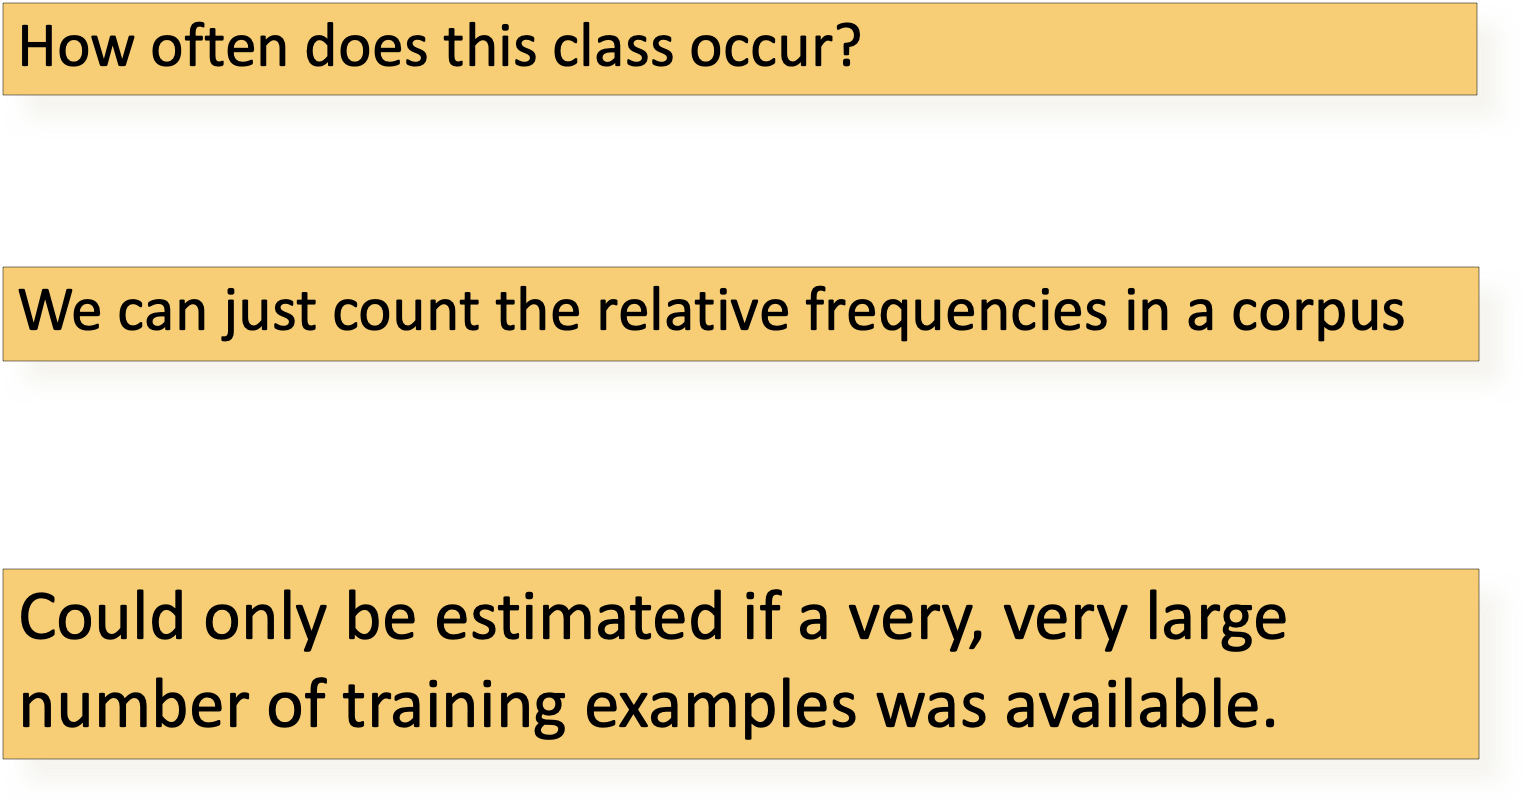 How often does this class occur?
We can just count the relative frequencies in a corpus
Could only be estimated if a very, very large
number of training examples was available.